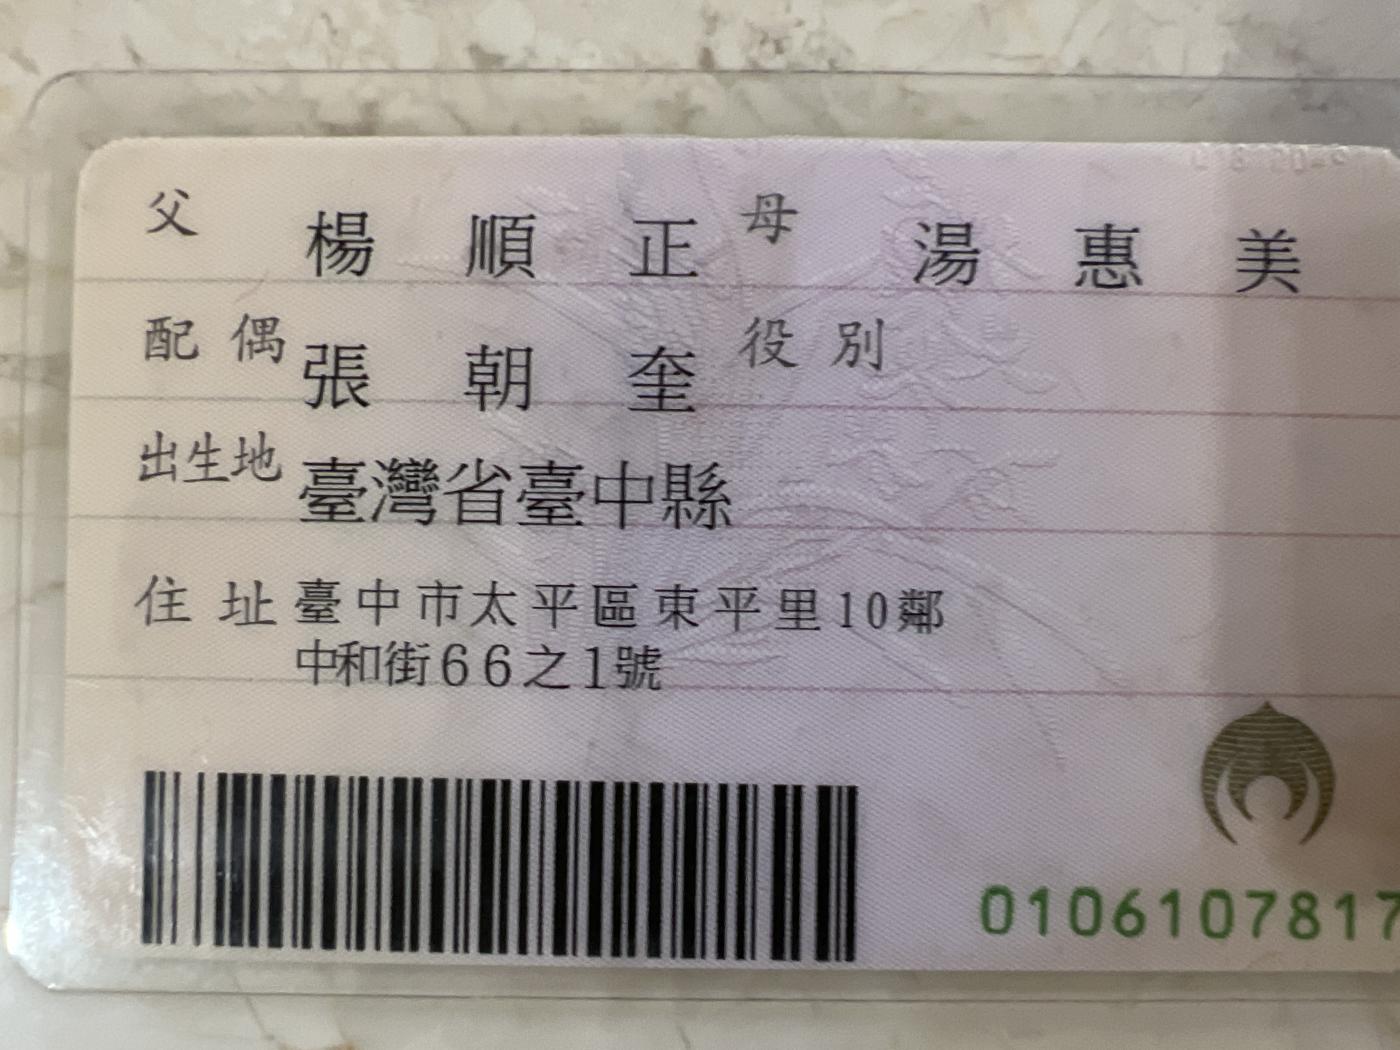 父 楊順正 母 湯惠美
配偶 張朝奎 役別
出生地 臺灣省臺中縣
住址 臺中市太平區東平里10鄰
中和街66之1號
0106107817